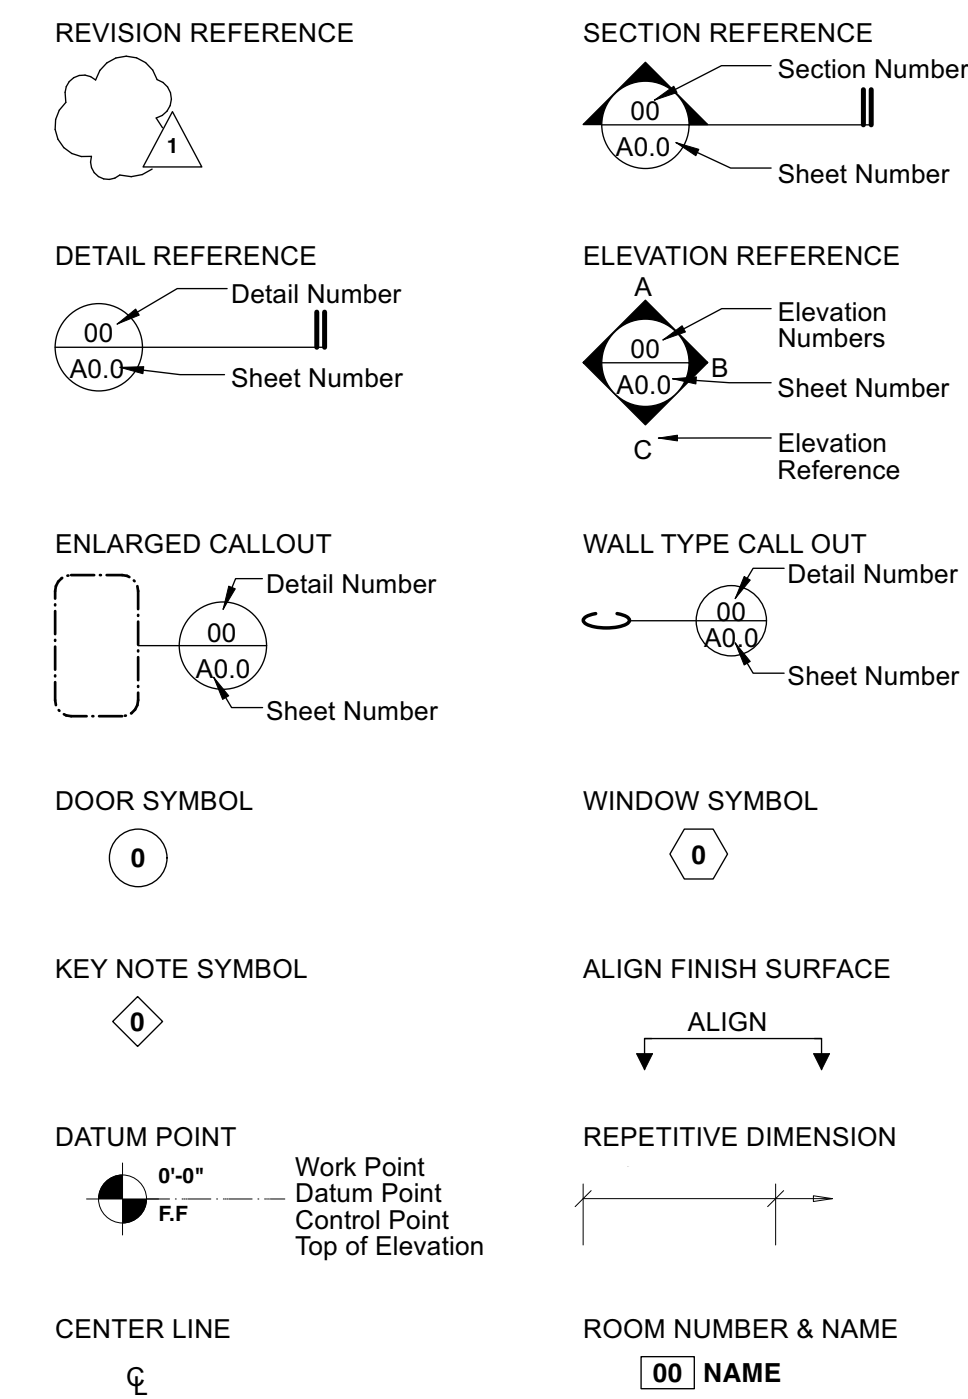 REVISION REFERENCE
1
SECTION REFERENCE
Section Number
00
A0.0
Sheet Number
DETAIL REFERENCE
Detail Number
00
A0.0
Sheet Number
ELEVATION REFERENCE
A
Elevation
Numbers
00
B
A0.0
Sheet Number
C
Elevation
Reference
ENLARGED CALLOUT
Detail Number
00
A0.0
Sheet Number
WALL TYPE CALL OUT
Detail Number
00
A0.0
Sheet Number
DOOR SYMBOL
0
WINDOW SYMBOL
0
KEY NOTE SYMBOL
0
ALIGN FINISH SURFACE
ALIGN
DATUM POINT
0'-0"
F.F
Work Point
Datum Point
Control Point
Top of Elevation
REPETITIVE DIMENSION
CENTER LINE
℄
ROOM NUMBER & NAME
00 NAME